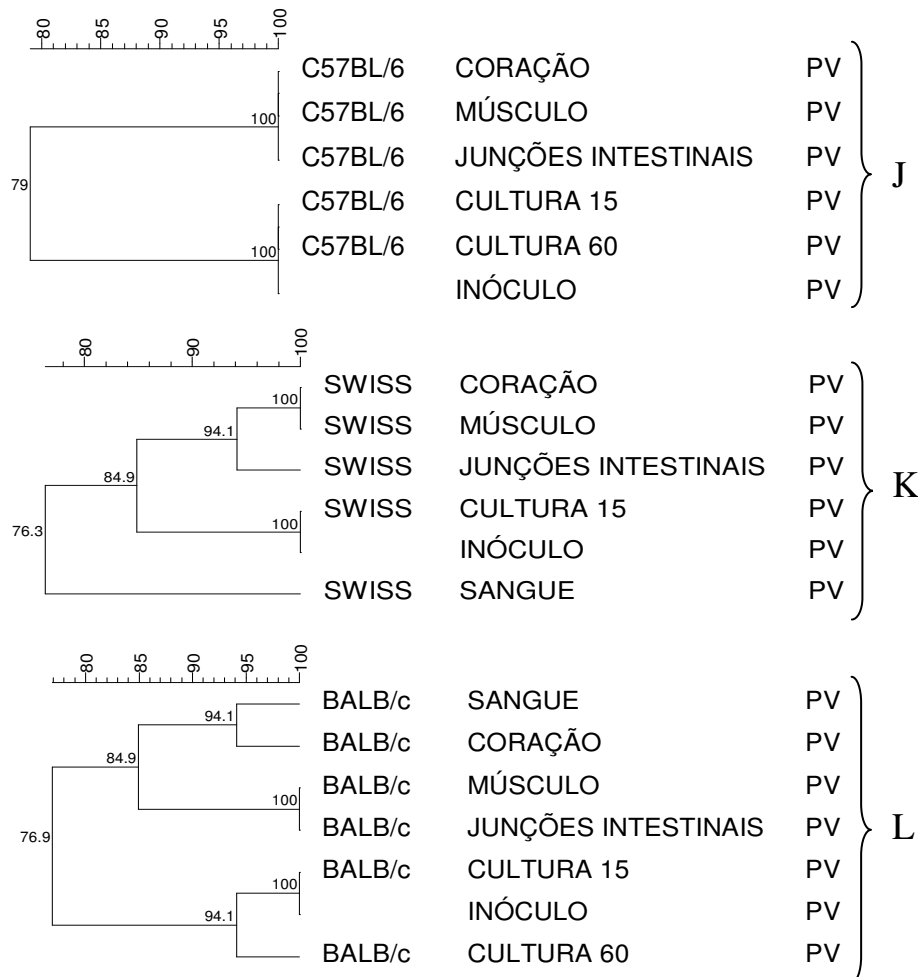 80 85 90 95 100
C57BL/6 CORAÇÃO PV
100 C57BL/6 MÚSCULO PV
C57BL/6 JUNÇÕES INTESTINAIS PV
79 C57BL/6 CULTURA 15 PV J
100 C57BL/6 CULTURA 60 PV
INÓCULO PV
80 90 100
SWISS CORAÇÃO PV
100
94.1 SWISS MÚSCULO PV
SWISS JUNÇÕES INTESTINAIS PV
84.9 K
SWISS CULTURA 15 PV
76.3 100
INÓCULO PV
SWISS SANGUE PV
80 85 90 95 100
BALB/c SANGUE PV
94.1
BALB/c CORAÇÃO PV
84.9
BALB/c MÚSCULO PV
100
76.9 BALB/c JUNÇÕES INTESTINAIS PV L
BALB/c CULTURA 15 PV
100
94.1 INÓCULO PV
BALB/c CULTURA 60 PV